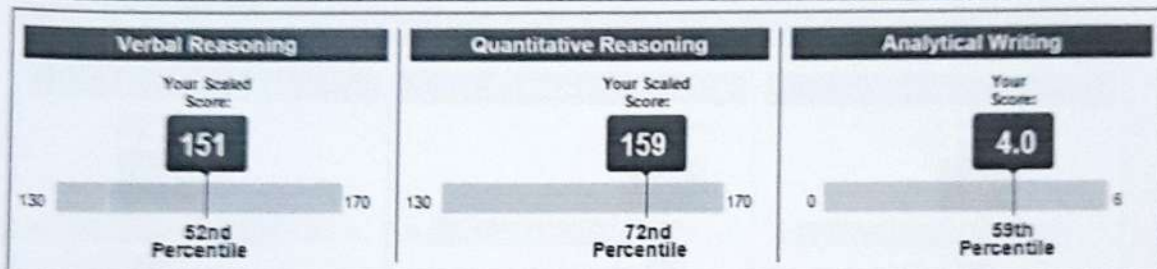 Verbal Reasoning
Your Scaled
Score:
151
130
170
52nd
Percentile
Quantitative Reasoning
Your Scaled
Score:
159
130
170
72nd
Percentile
Analytical Writing
Your
Score:
4.0
0
6
59th
Percentile